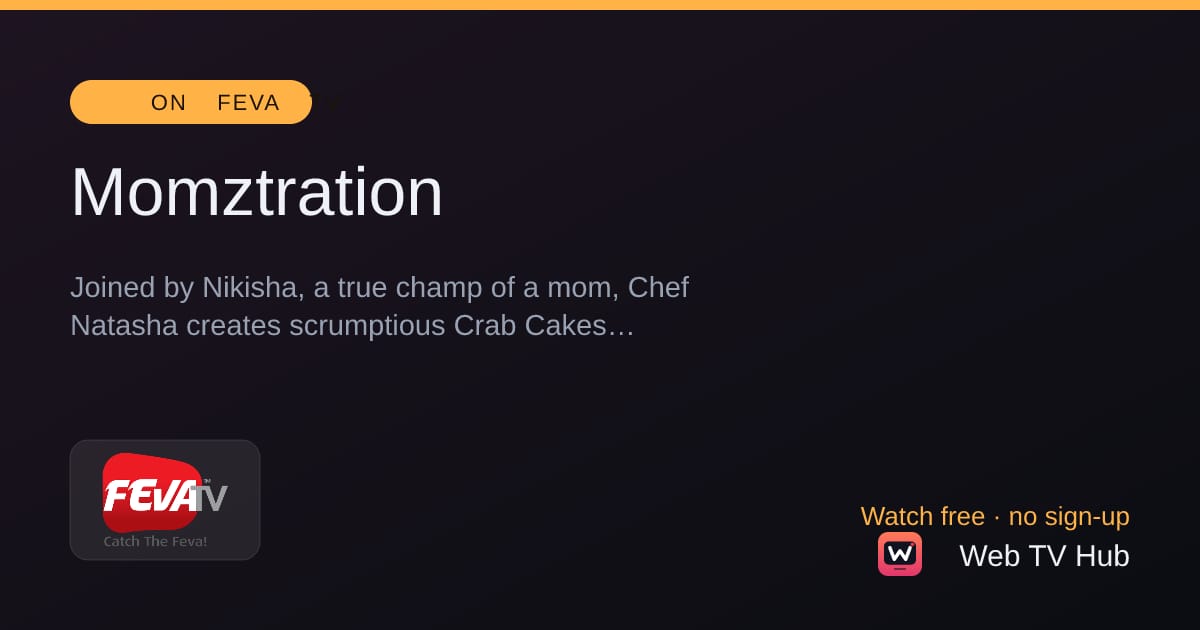 ON FEVA TV
Momztration
Joined by Nikisha, a true champ of a mom, Chef
Natasha creates scrumptious Crab Cakes…
FEVA TV™
Catch The Feva!
Watch free · no sign-up
W
Web TV Hub